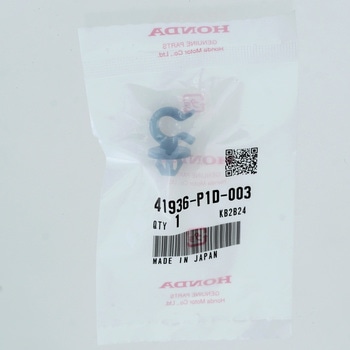 HONDA
GENUINE PARTS
Honda Motor Co., Ltd.
HONDA
41936-P1D-003
QTY 1 KB2B24
MADE IN JAPAN
HONDA
GENUINE PARTS
Honda Motor Co., Ltd.